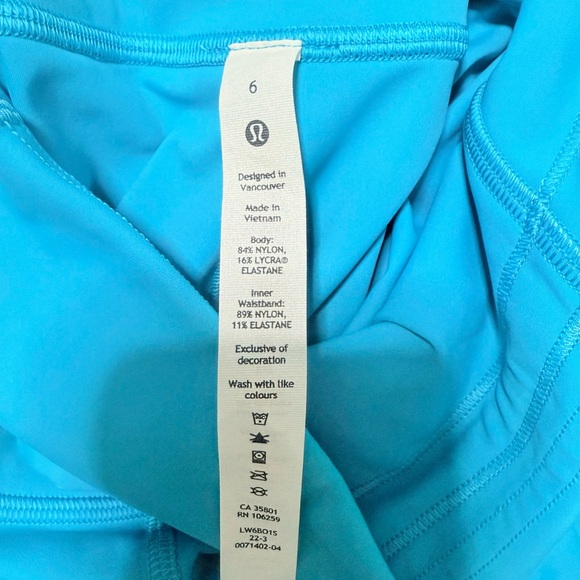 6
Designed in
Vancouver
Made in
Vietnam
Body:
84% NYLON,
16% LYCRA®
ELASTANE
Inner
Waistband:
89% NYLON,
11% ELASTANE
Exclusive of
decoration
Wash with like
colours
CA 35801
RN 106259
LW6BO1S
22-3
0071402-04